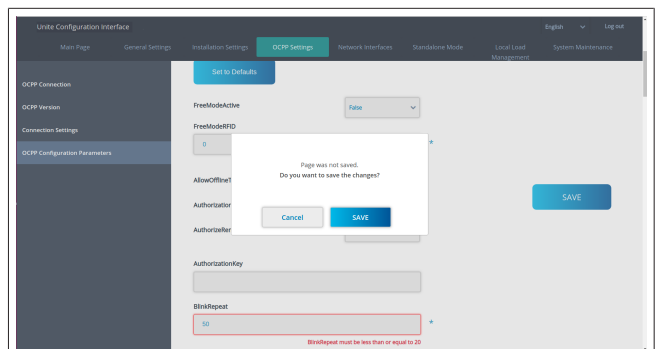 Unite Configuration Interface
English
Log out
Main Page
General Settings
Installation Settings
OCPP Settings
Network Interfaces
Standalone Mode
Local Load
Management
System Maintenance
OCPP Connection
OCPP Version
Connection Settings
OCPP Configuration Parameters
Set to Defaults
FreeModeActive
False
FreeModeRFID
0
*
Page was not saved.
Do you want to save the changes?
Cancel
SAVE
AllowOfflineT
Authorization
AuthorizeRer
SAVE
AuthorizationKey
BlinkRepeat
50
*
BlinkRepeat must be less than or equal to 20